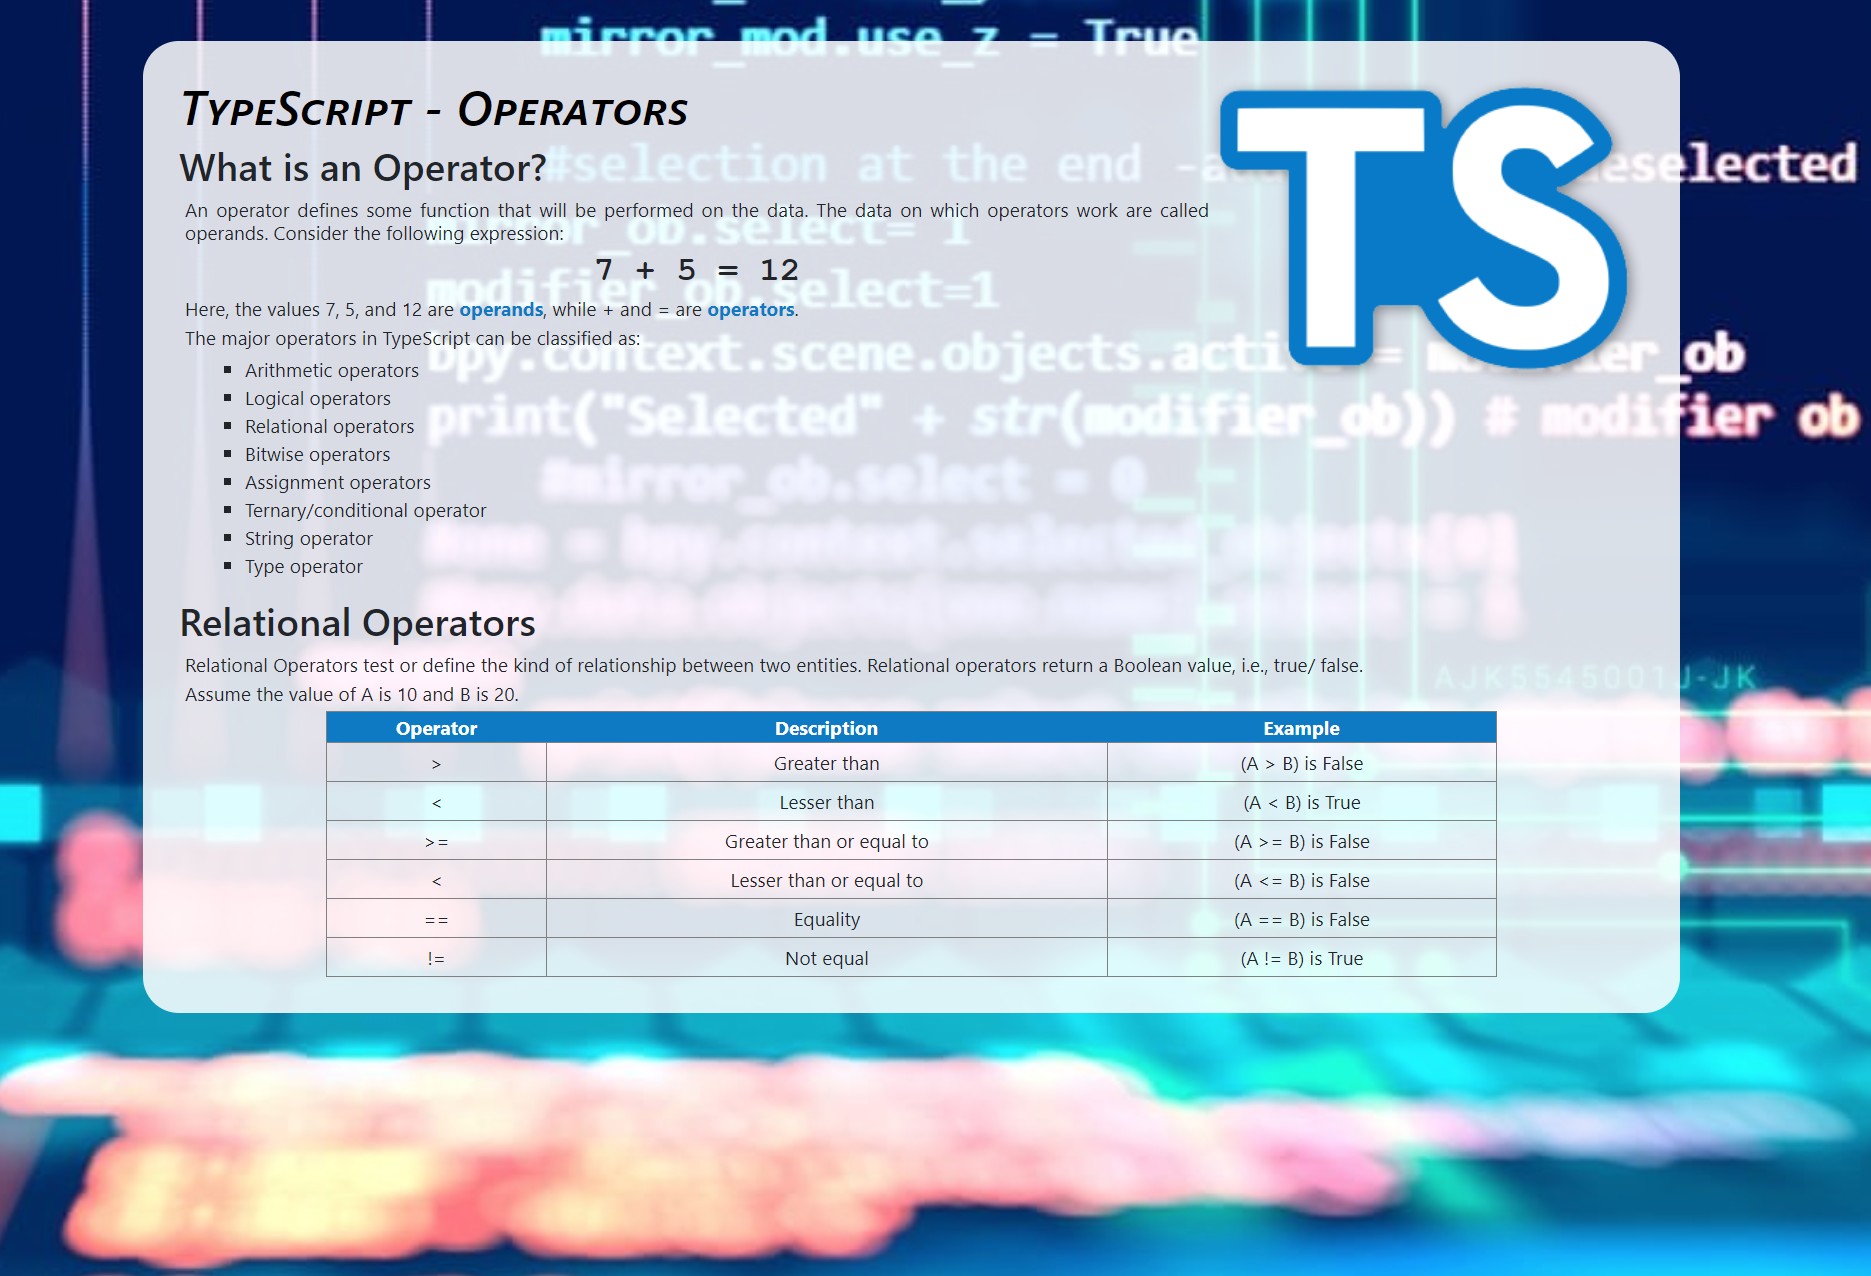 mirror_mod.use_z = True
TypeScript - Operators
TS
What is an Operator?
#selection at the end -a
eselected
An operator defines some function that will be performed on the data. The data on which operators work are called
operands. Consider the following expression:
mirror_ob.select= 1
7 + 5 = 12
modifier_ob.select=1
Here, the values 7, 5, and 12 are operands, while + and = are operators.
The major operators in TypeScript can be classified as:
bpy.context.scene.objects.acti = m ier_ob
▪ Arithmetic operators
▪ Logical operators
print("Selected" + str(modifier_ob)) # modifier ob
▪ Relational operators
▪ Bitwise operators
#mirror_ob.select = 0
▪ Assignment operators
▪ Ternary/conditional operator
▪ String operator
▪ Type operator
Relational Operators
Relational Operators test or define the kind of relationship between two entities. Relational operators return a Boolean value, i.e., true/ false.
AJK5545001J-JK
Assume the value of A is 10 and B is 20.
Operator Description Example
> Greater than (A > B) is False
< Lesser than (A < B) is True
>= Greater than or equal to (A >= B) is False
< Lesser than or equal to (A <= B) is False
== Equality (A == B) is False
!= Not equal (A != B) is True